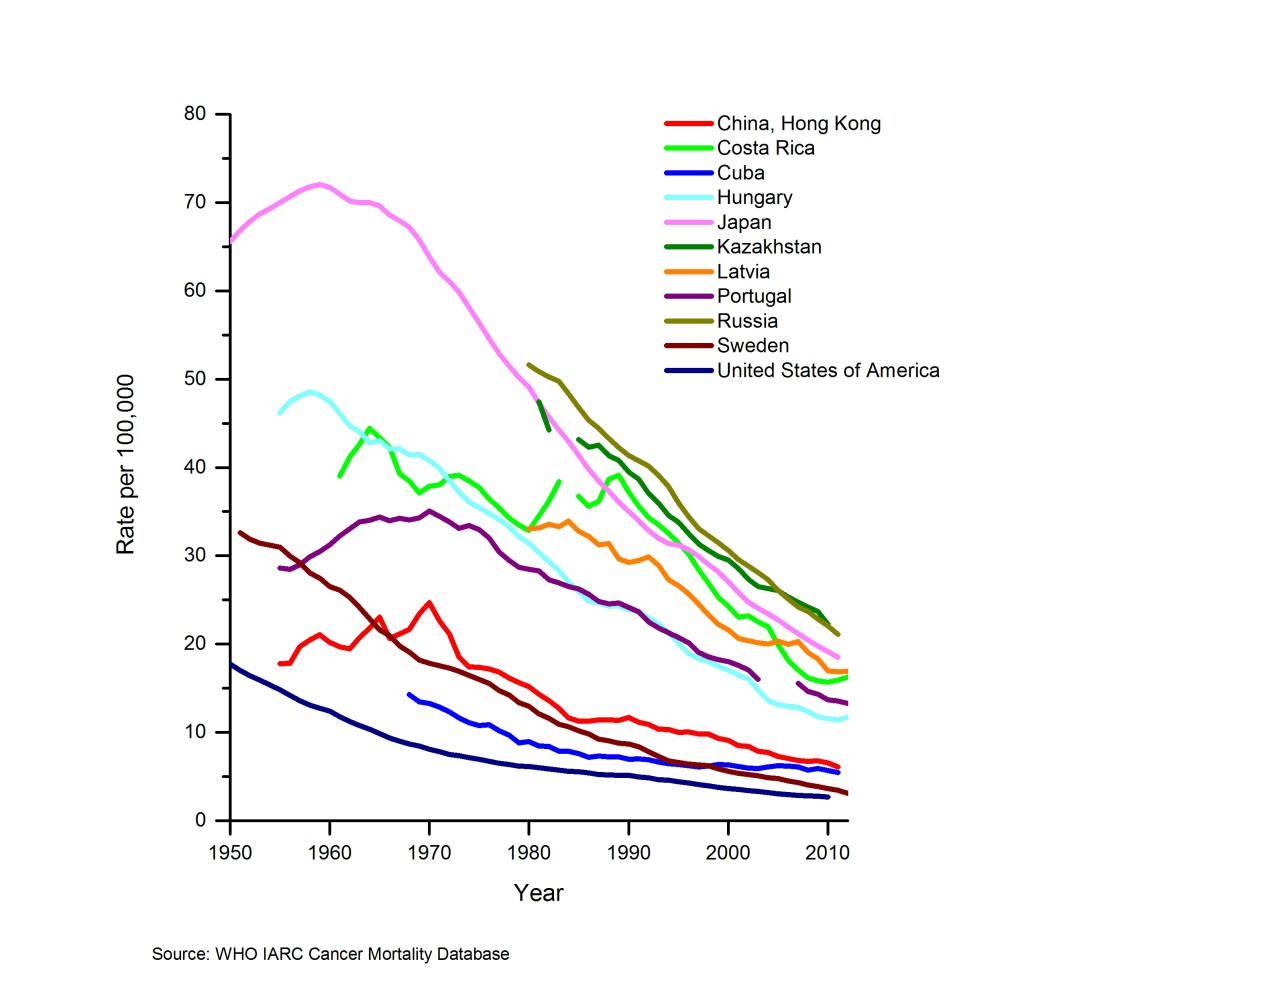 80
70
60
50
40
30
20
10
0
Rate per 100,000
1950 1960 1970 1980 1990 2000 2010
Year
China, Hong Kong
Costa Rica
Cuba
Hungary
Japan
Kazakhstan
Latvia
Portugal
Russia
Sweden
United States of America
Source: WHO IARC Cancer Mortality Database